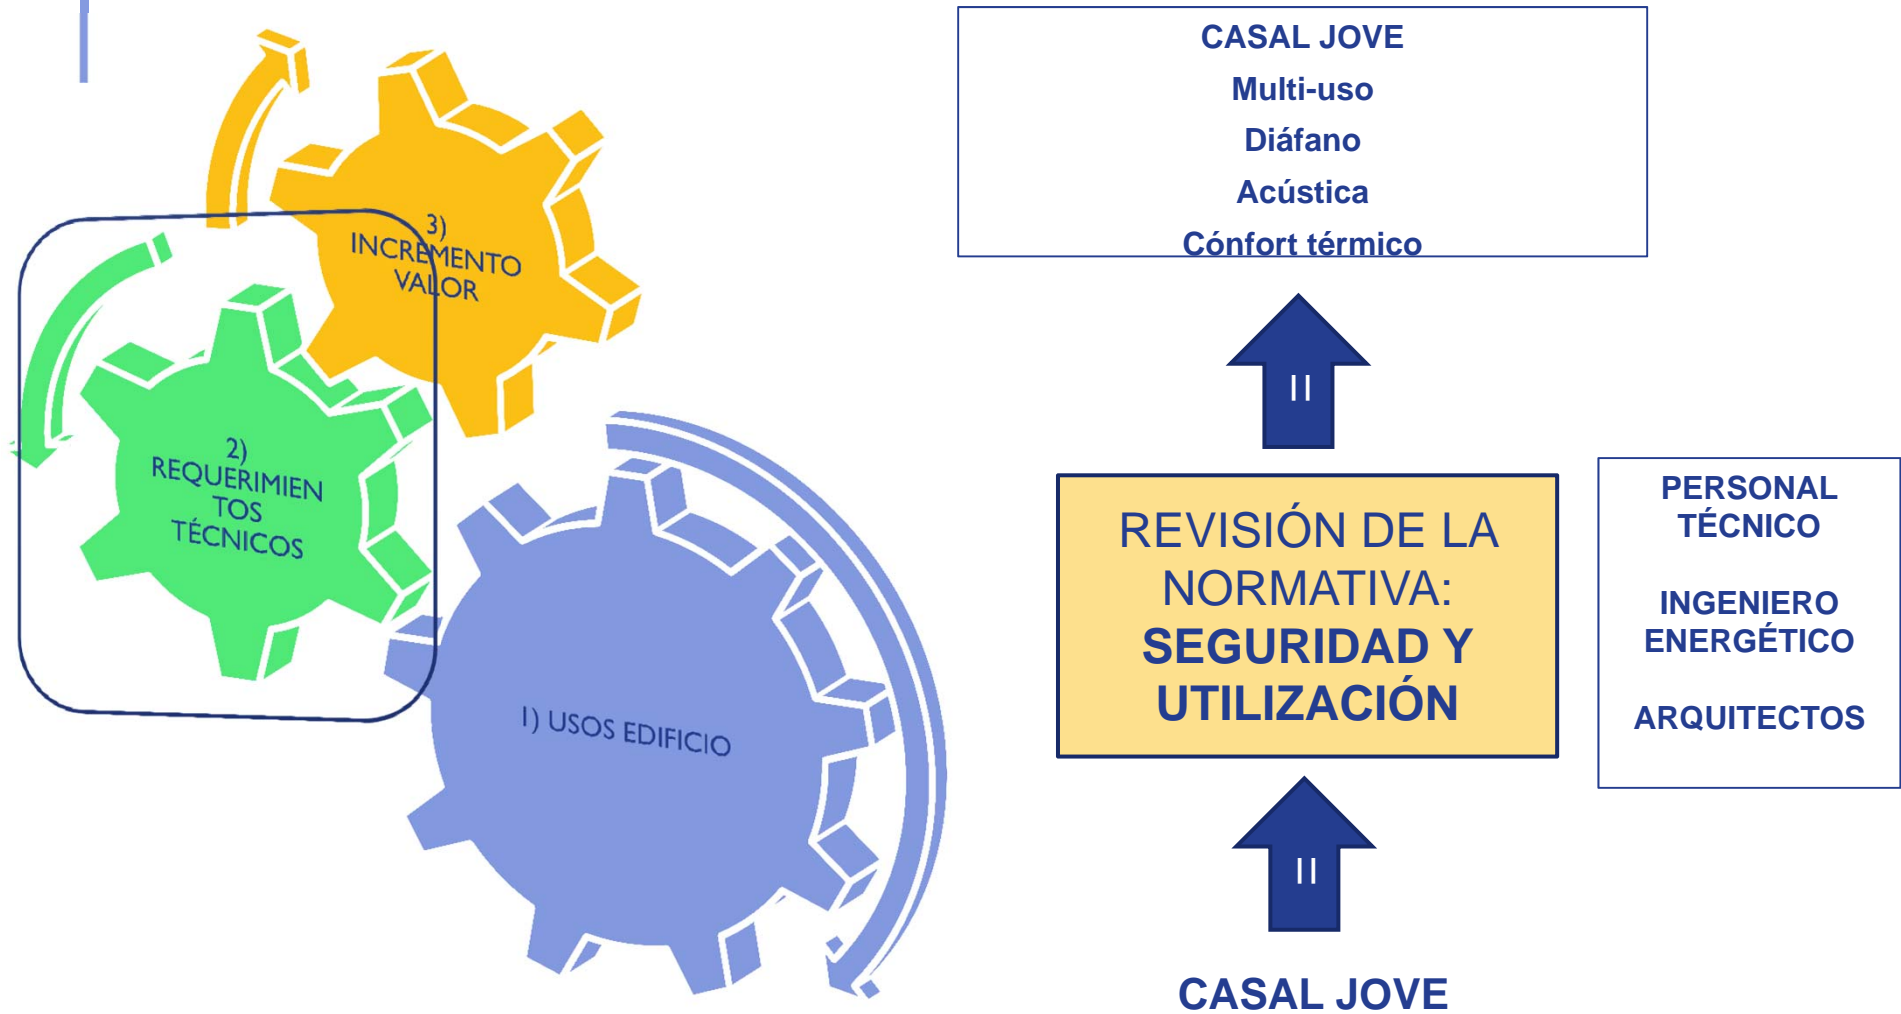 3)
INCREMENTO
VALOR
2)
REQUERIMIEN
TOS
TÉCNICOS
1) USOS EDIFICIO
CASAL JOVE
Multi-uso
Diáfano
Acústica
Cónfort térmico
II
REVISIÓN DE LA
NORMATIVA:
SEGURIDAD Y
UTILIZACIÓN
PERSONAL
TÉCNICO
INGENIERO
ENERGÉTICO
ARQUITECTOS
II
CASAL JOVE